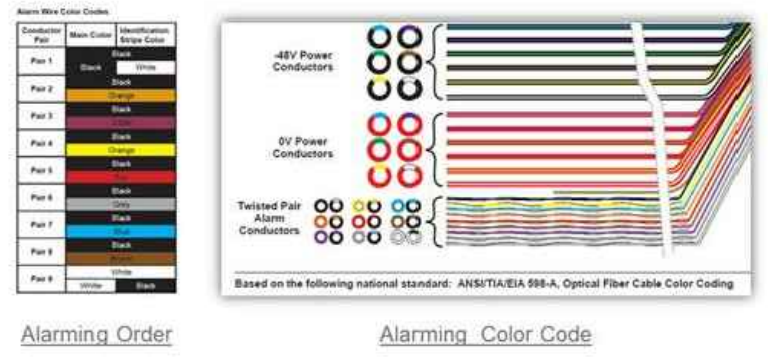 Alarm Wire Color Codes
Conductor Pair
Main Color
Identification Stripe Color
Pair 1
Black
Black
White
Pair 2
Black
Orange
Pair 3
Black
Pair 4
Black
Orange
Pair 5
Black
Pair 6
Black
Grey
Pair 7
Black
Blue
Pair 8
Black
Brown
Pair 9
White
White
Black
-48V Power
Conductors
0V Power
Conductors
Twisted Pair
Alarm
Conductors
Based on the following national standard: ANSI/TIA/EIA 598-A, Optical Fiber Cable Color Coding
Alarming Order
Alarming Color Code